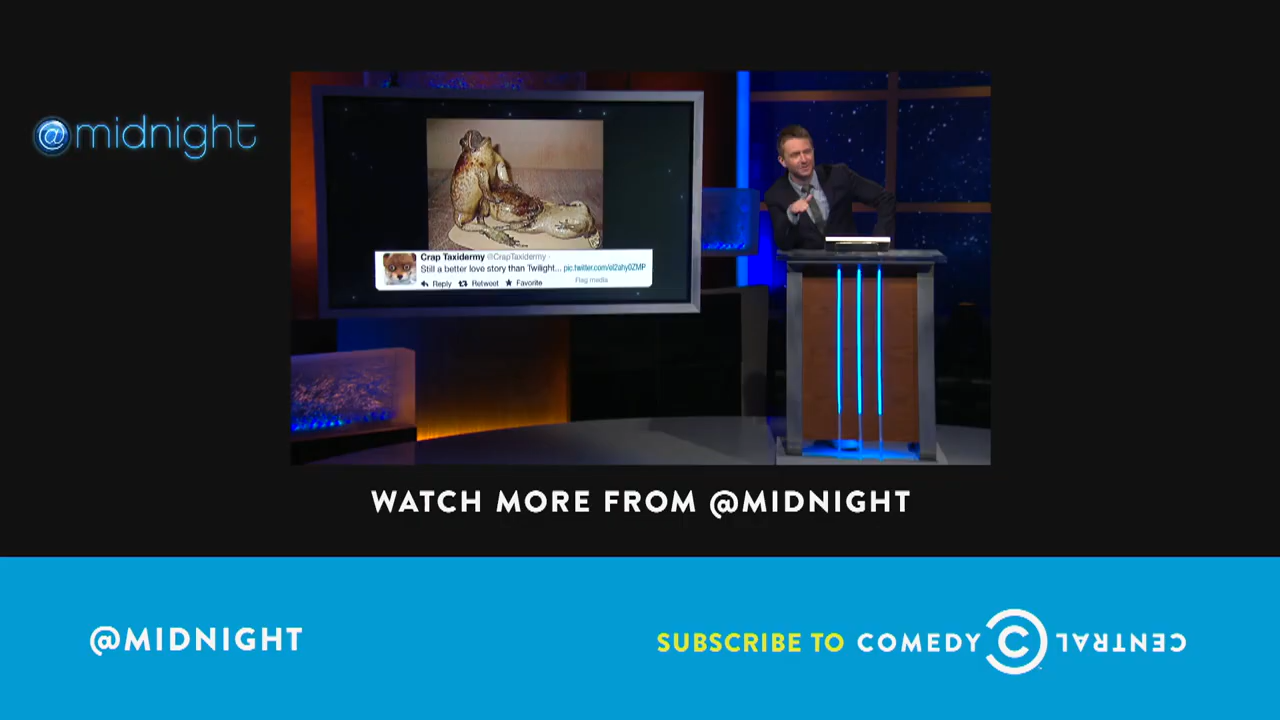 @midnight
Crap Taxidermy @CrapTaxidermy ·
Still a better love story than Twilight... pic.twitter.com/el2ahy0ZMP
Reply Retweet Favorite Flag media
WATCH MORE FROM @MIDNIGHT
@MIDNIGHT
SUBSCRIBE TO COMEDY C CENTRAL